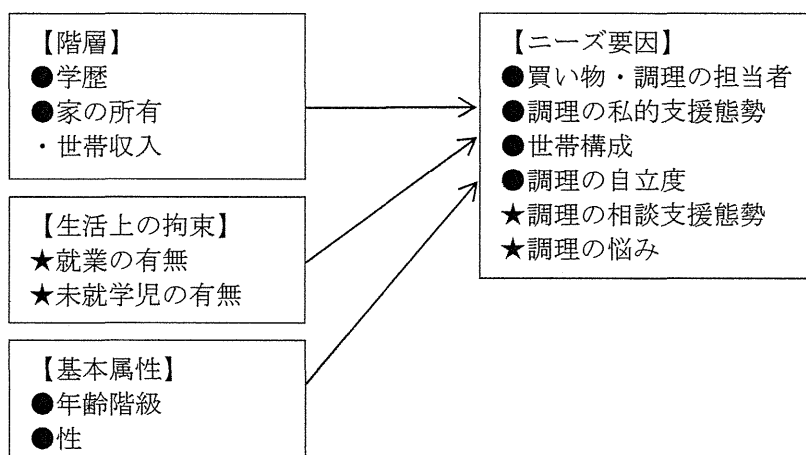 【階層】
●学歴
●家の所有
・世帯収入
【生活上の拘束】
★就業の有無
★未就学児の有無
【基本属性】
●年齢階級
●性
【ニーズ要因】
●買い物・調理の担当者
●調理の私的支援態勢
●世帯構成
●調理の自立度
★調理の相談支援態勢
★調理の悩み